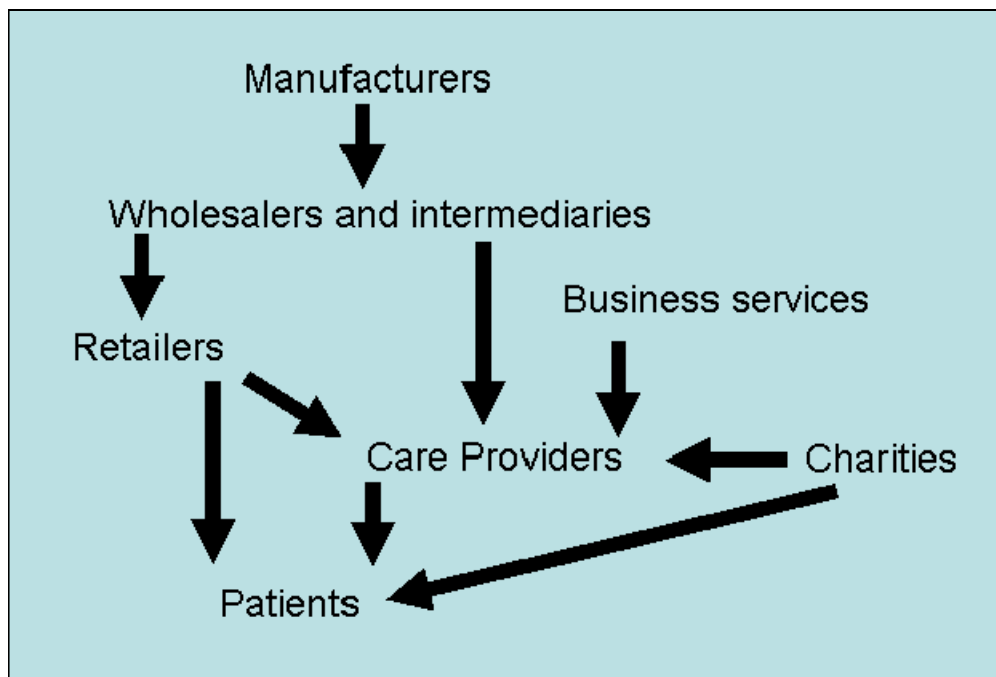 Manufacturers
Wholesalers and intermediaries
Business services
Retailers
Care Providers
Charities
Patients